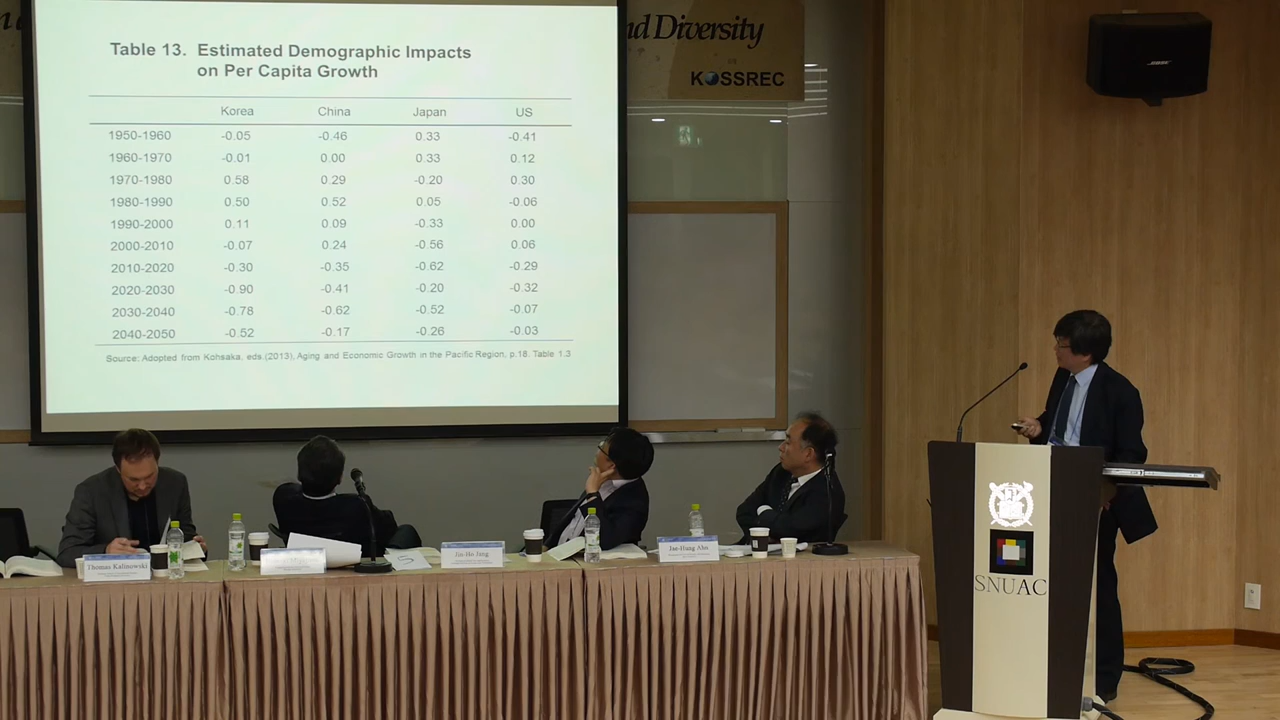 nd Diversity
KOSSREC
Table 13. Estimated Demographic Impacts
on Per Capita Growth
Korea China Japan US
1950-1960 -0.05 -0.46 0.33 -0.41
1960-1970 -0.01 0.00 0.33 0.12
1970-1980 0.58 0.29 -0.20 0.30
1980-1990 0.50 0.52 0.05 -0.06
1990-2000 0.11 0.09 -0.33 0.00
2000-2010 -0.07 0.24 -0.56 0.06
2010-2020 -0.30 -0.35 -0.62 -0.29
2020-2030 -0.90 -0.41 -0.20 -0.32
2030-2040 -0.78 -0.62 -0.52 -0.07
2040-2050 -0.52 -0.17 -0.26 -0.03
Source: Adopted from Kohsaka, eds.(2013), Aging and Economic Growth in the Pacific Region, p.18, Table 1.3
BOSE
Thomas Kalinowski
Jin-Ho Jang
Jae-Hung Ahn
SNUAC